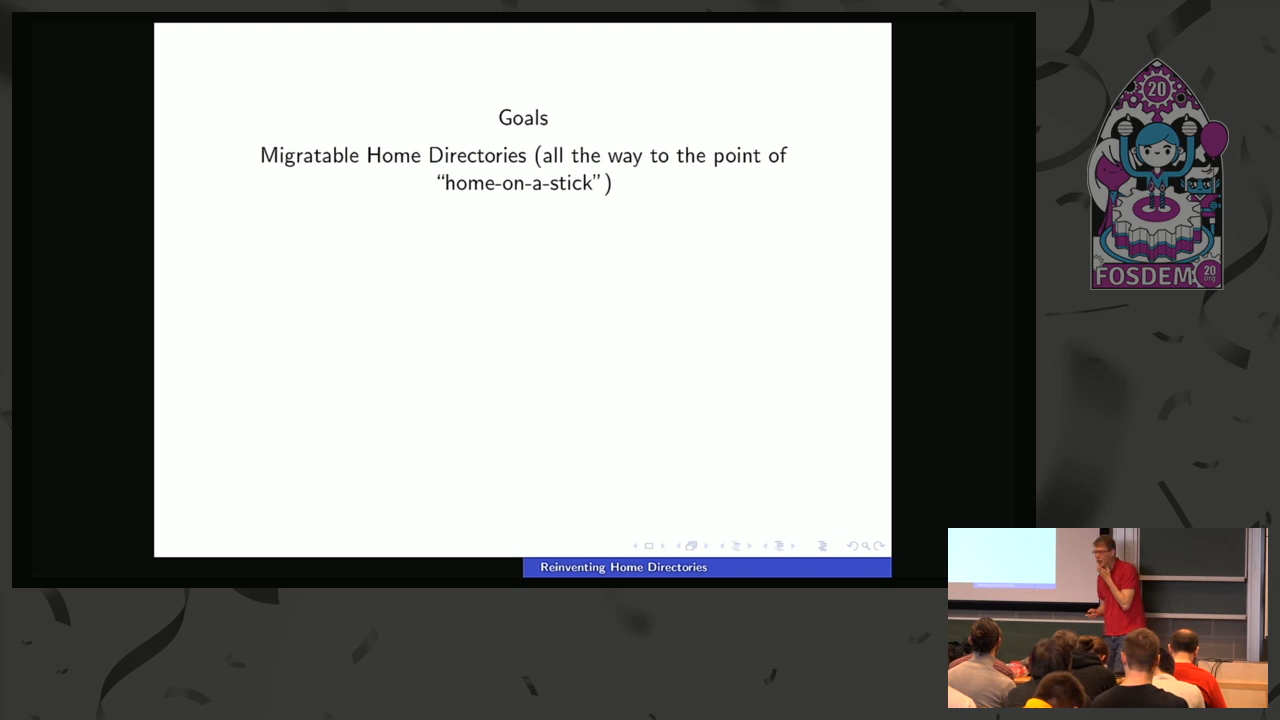 Goals
Migratable Home Directories (all the way to the point of
“home-on-a-stick”)
Reinventing Home Directories
20
FOSDEM
20
.org